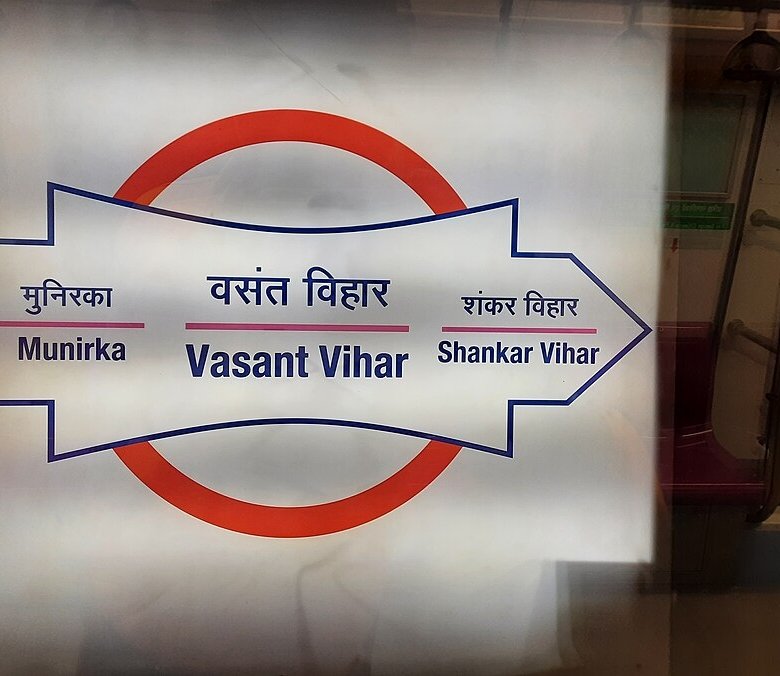 मुनिरका
Munirka
वसंत विहार
Vasant Vihar
शंकर विहार
Shankar Vihar